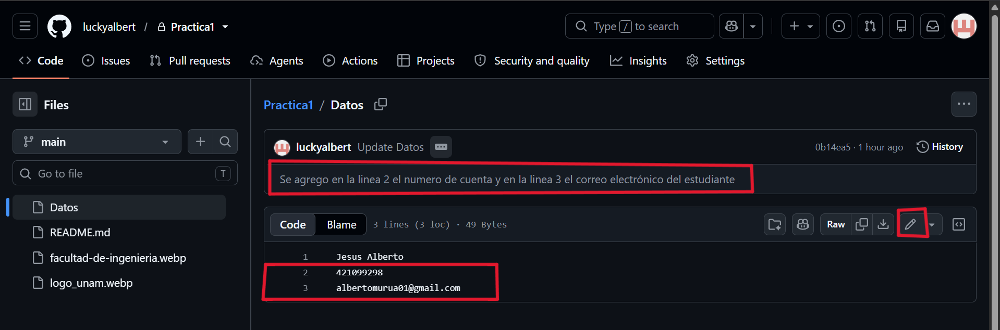 luckyalbert / Practica1
Type / to search
Code Issues Pull requests Agents Actions Projects Security and quality Insights Settings
Files
main
Go to file T
Datos
README.md
facultad-de-ingenieria.webp
logo_unam.webp
Practica1 / Datos
luckyalbert Update Datos
0b14ea5 · 1 hour ago History
Se agrego en la linea 2 el numero de cuenta y en la linea 3 el correo electrónico del estudiante
Code Blame 3 lines (3 loc) · 49 Bytes
Raw
1 Jesus Alberto
2 421099298
3 albertomurua01@gmail.com